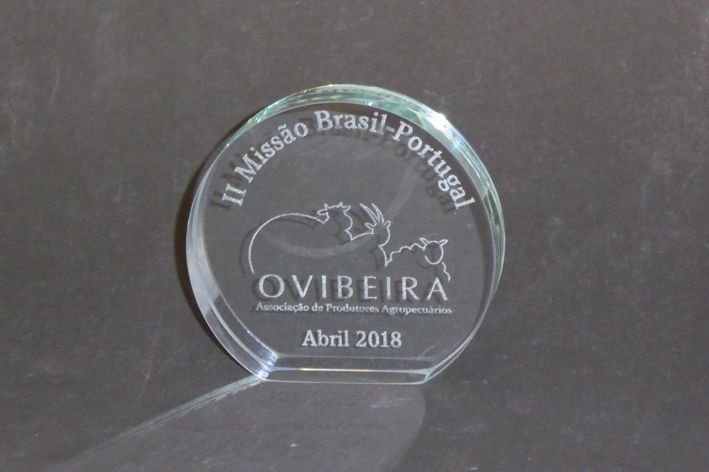 II Missão Brasil-Portugal
OVIBEIRA
Associação de Produtores Agropecuários
Abril 2018